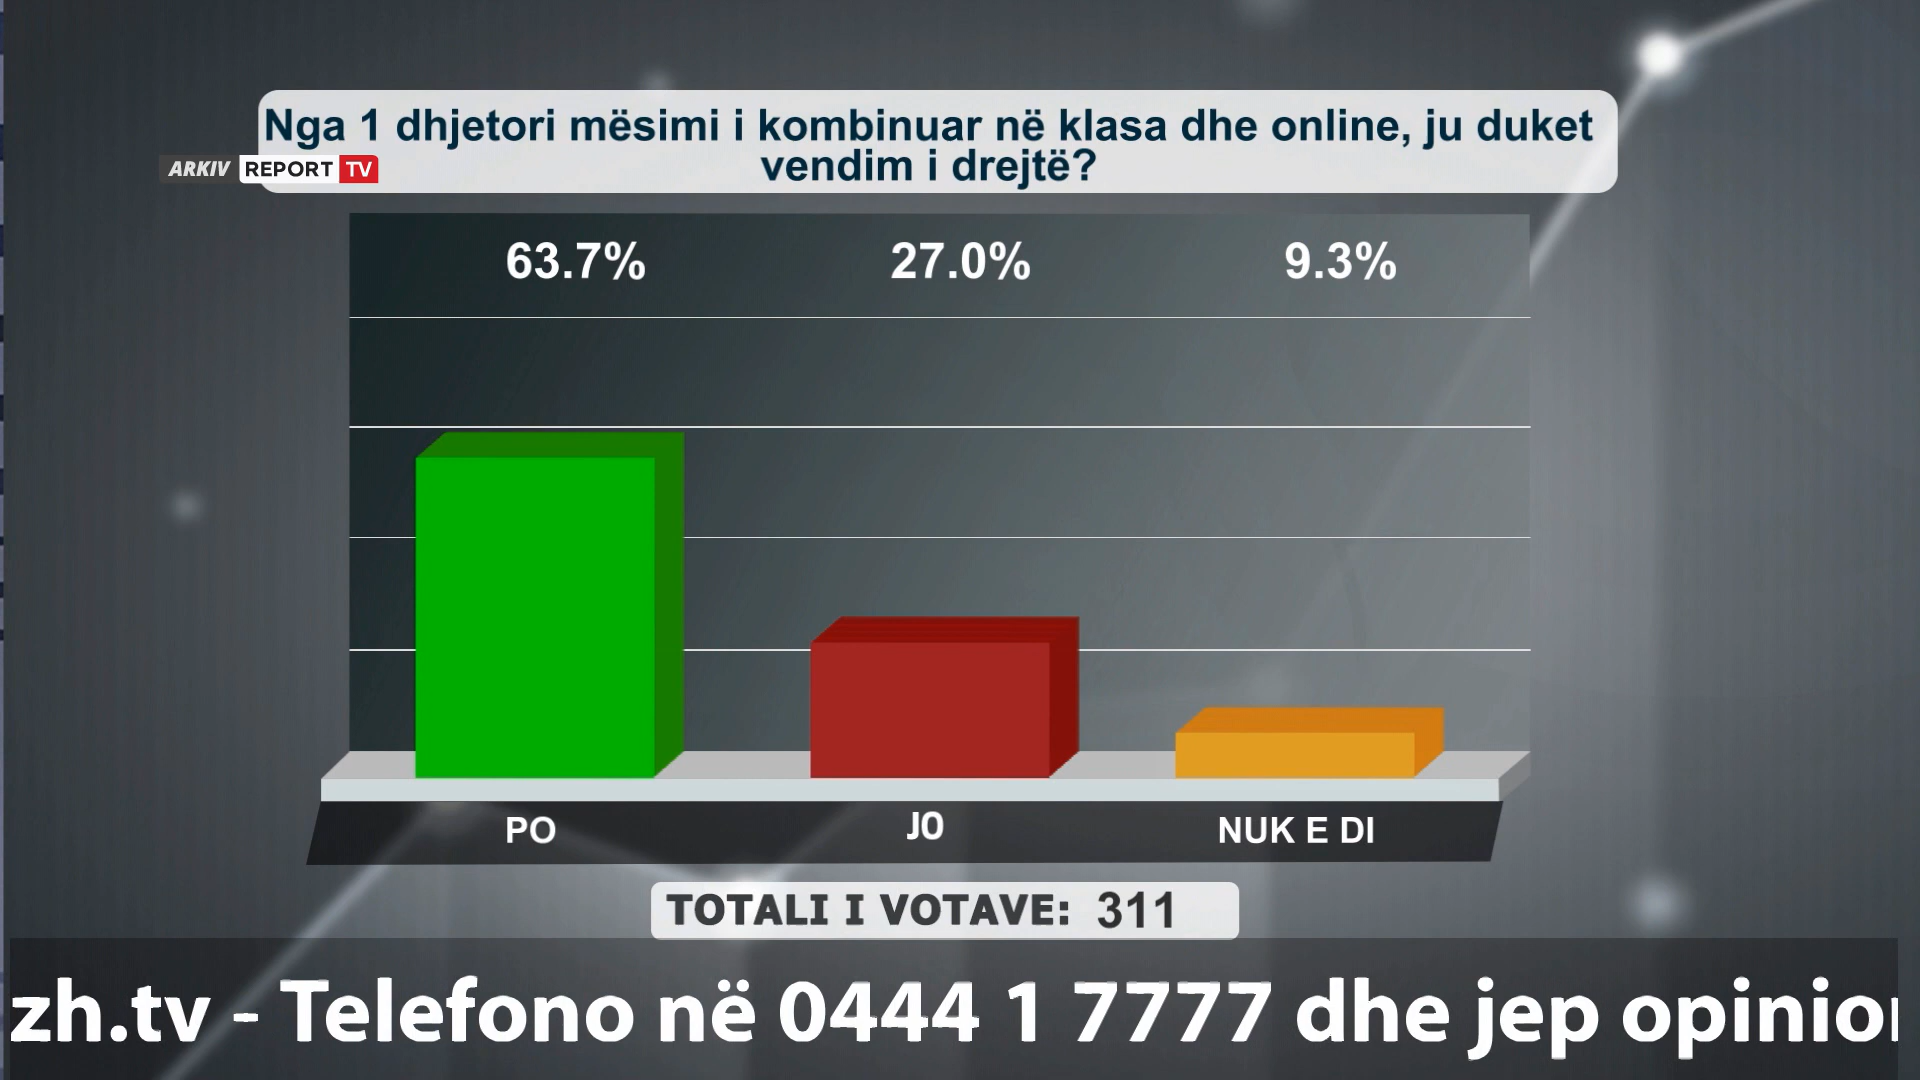 Nga 1 dhjetori mësimi i kombinuar në klasa dhe online, ju duket
vendim i drejtë?
ARKIV REPORT TV
63.7% 27.0% 9.3%
PO JO NUK E DI
TOTALI I VOTAVE: 311
zh.tv - Telefono në 0444 1 7777 dhe jep opinion